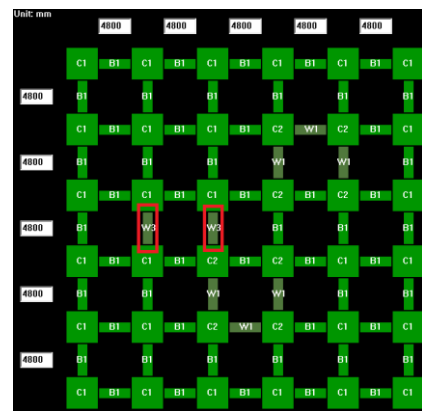 Unit: mm
4800 4800 4800 4800 4800
C1 B1 C1 B1 C1 B1 C1 B1 C1 B1 C1
4800 B1 B1 B1 B1 B1 B1
C1 B1 C1 B1 C1 B1 C2 W1 C2 B1 C1
4800 B1 B1 B1 W1 W1 B1
C1 B1 C1 B1 C1 B1 C2 B1 C2 B1 C1
4800 B1 W3 W3 B1 B1 B1
C1 B1 C1 B1 C2 B1 C2 B1 C1 B1 C1
4800 B1 B1 W1 W1 B1 B1
C1 B1 C1 B1 C2 W1 C2 B1 C1 B1 C1
4800 B1 B1 B1 B1 B1 B1
C1 B1 C1 B1 C1 B1 C1 B1 C1 B1 C1